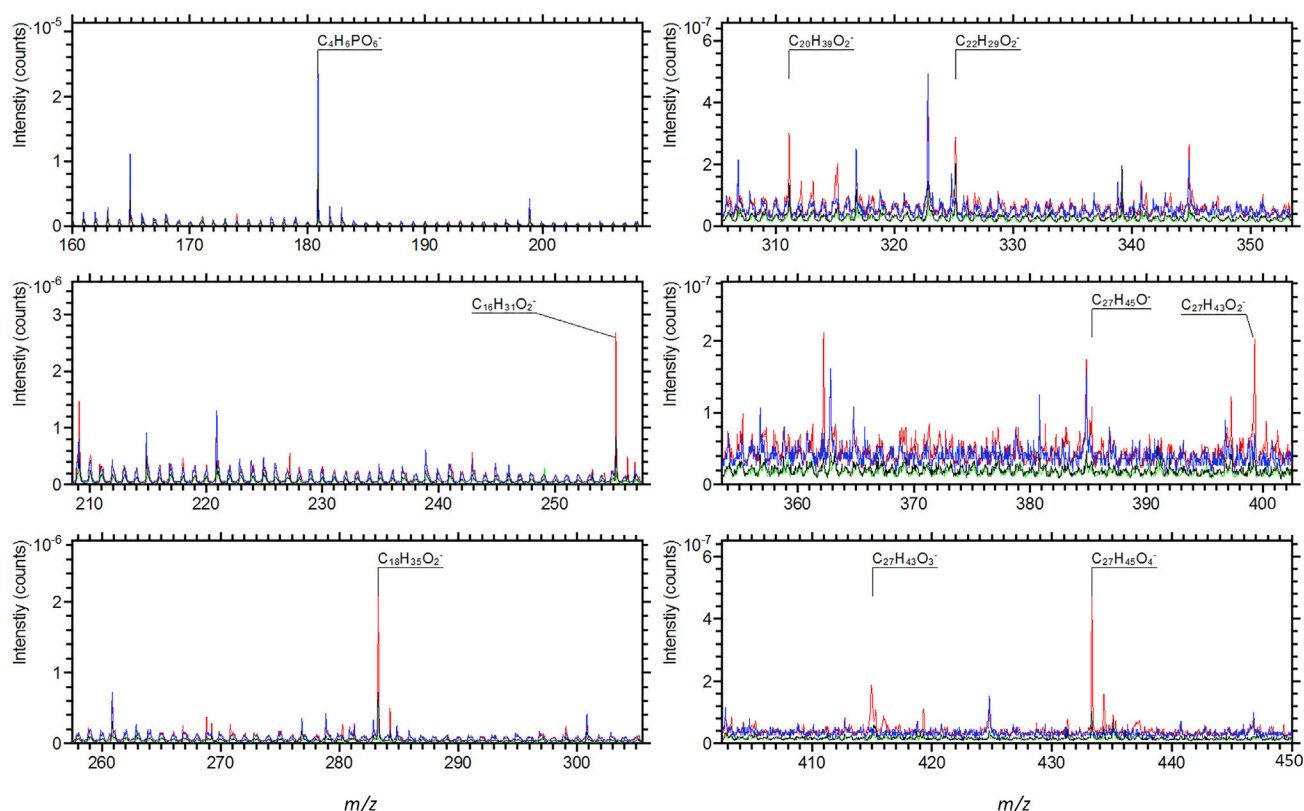 ·10⁻⁵
C₄H₆PO₆⁻
Intenstiy (counts)
2
1
0
160 170 180 190 200
·10⁻⁷
6
C₂₀H₃₉O₂⁻ C₂₂H₂₉O₂⁻
Intenstiy (counts)
4
2
0
310 320 330 340 350
·10⁻⁶
3
C₁₆H₃₁O₂⁻
Intenstiy (counts)
2
1
0
210 220 230 240 250
·10⁻⁷
3
C₂₇H₄₅O⁻ C₂₇H₄₃O₂⁻
Intenstiy (counts)
2
1
0
360 370 380 390 400
·10⁻⁶
C₁₈H₃₅O₂⁻
Intenstiy (counts)
2
1
0
260 270 280 290 300
m/z
·10⁻⁷
6
C₂₇H₄₃O₃⁻ C₂₇H₄₅O₄⁻
Intenstiy (counts)
4
2
0
410 420 430 440 450
m/z